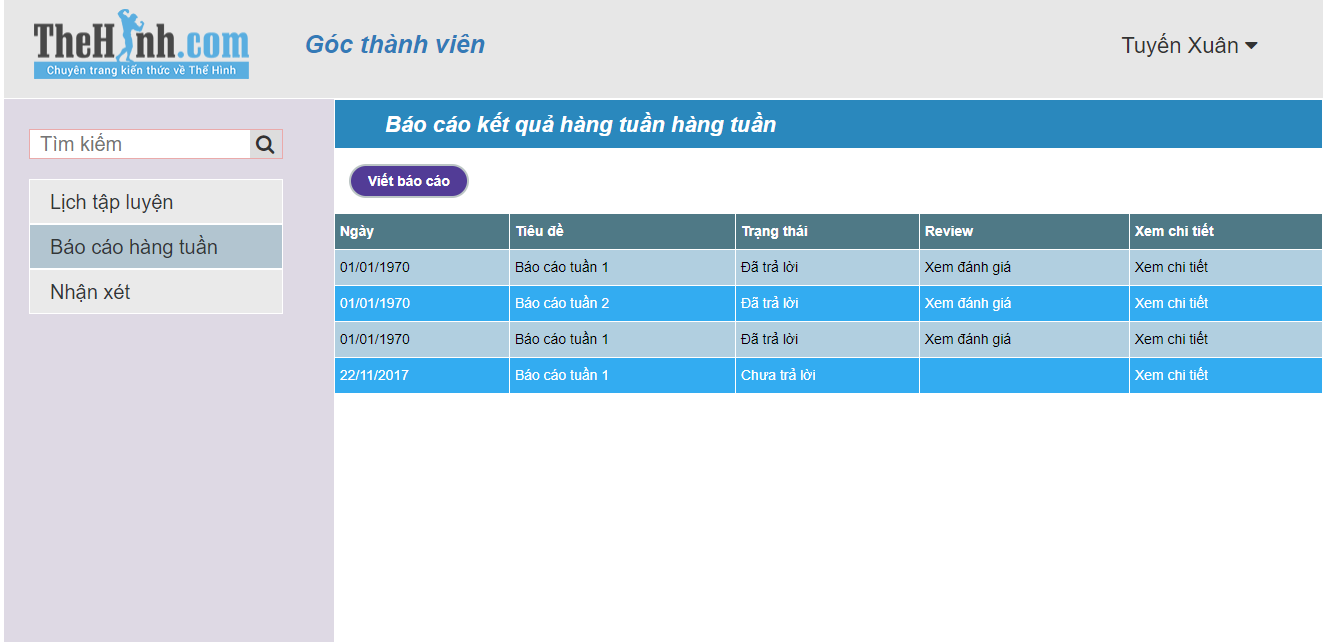 TheHình.com
Chuyên trang kiến thức về Thể Hình
Góc thành viên
Tuyến Xuân
Tìm kiếm
Lịch tập luyện
Báo cáo hàng tuần
Nhận xét
Báo cáo kết quả hàng tuần hàng tuần
Viết báo cáo
Ngày Tiêu đề Trạng thái Review Xem chi tiết
01/01/1970 Báo cáo tuần 1 Đã trả lời Xem đánh giá Xem chi tiết
01/01/1970 Báo cáo tuần 2 Đã trả lời Xem đánh giá Xem chi tiết
01/01/1970 Báo cáo tuần 1 Đã trả lời Xem đánh giá Xem chi tiết
22/11/2017 Báo cáo tuần 1 Chưa trả lời Xem chi tiết